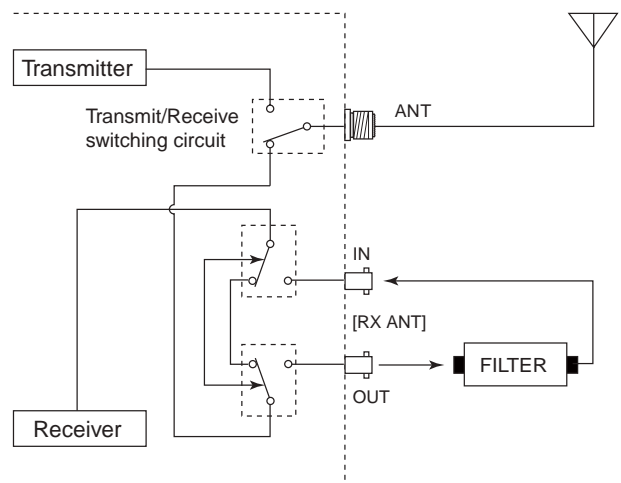 Transmitter
ANT
Transmit/Receive
switching circuit
IN
[RX ANT]
FILTER
OUT
Receiver